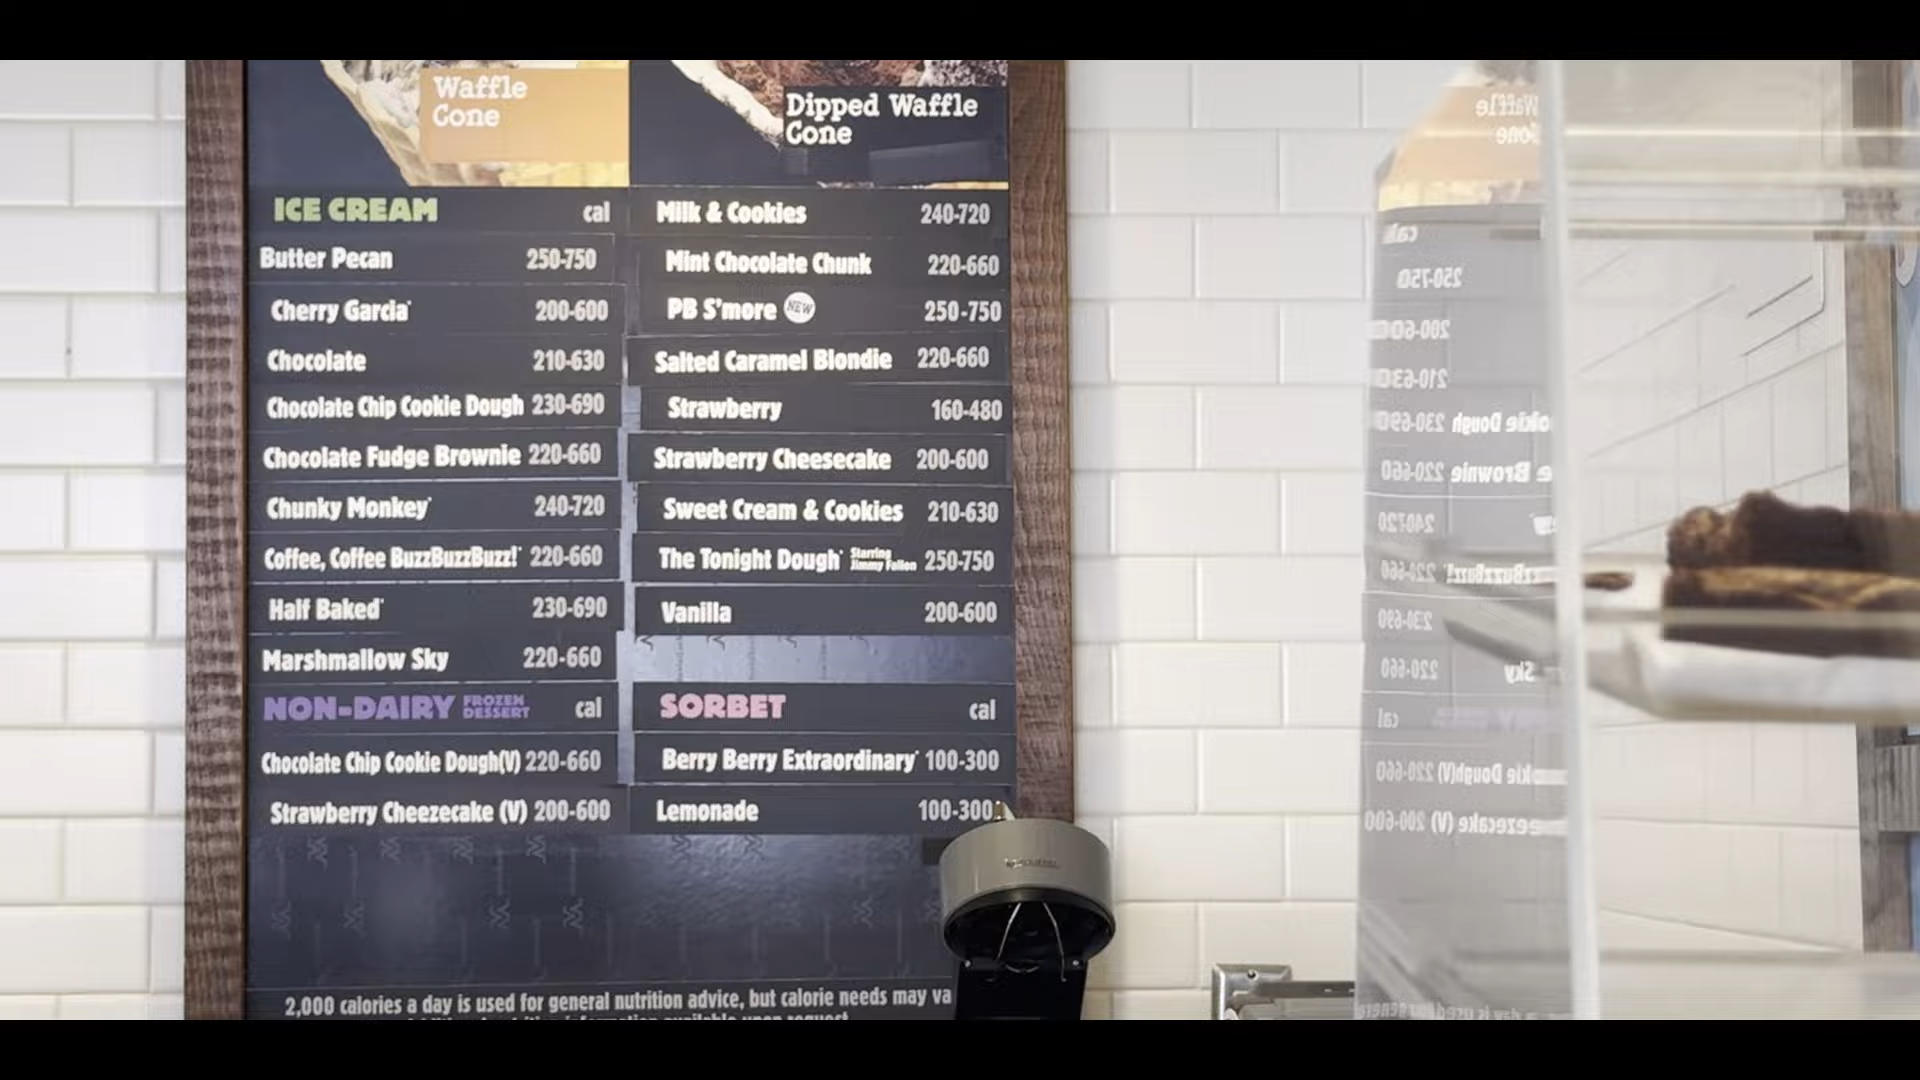 Waffle
Cone
Dipped Waffle
Cone
ICE CREAM cal
Butter Pecan 250-750
Cherry Garcia® 200-600
Chocolate 210-630
Chocolate Chip Cookie Dough 230-690
Chocolate Fudge Brownie 220-660
Chunky Monkey® 240-720
Coffee, Coffee BuzzBuzzBuzz!® 220-660
Half Baked® 230-690
Marshmallow Sky 220-660
NON-DAIRY FROZEN DESSERT cal
Chocolate Chip Cookie Dough(V) 220-660
Strawberry Cheezecake (V) 200-600
Milk & Cookies 240-720
Mint Chocolate Chunk 220-660
PB S'more NEW 250-750
Salted Caramel Blondie 220-660
Strawberry 160-480
Strawberry Cheesecake 200-600
Sweet Cream & Cookies 210-630
The Tonight Dough® Starring Jimmy Fallon 250-750
Vanilla 200-600
SORBET cal
Berry Berry Extraordinary® 100-300
Lemonade 100-300
2,000 calories a day is used for general nutrition advice, but calorie needs may va
information available upon request